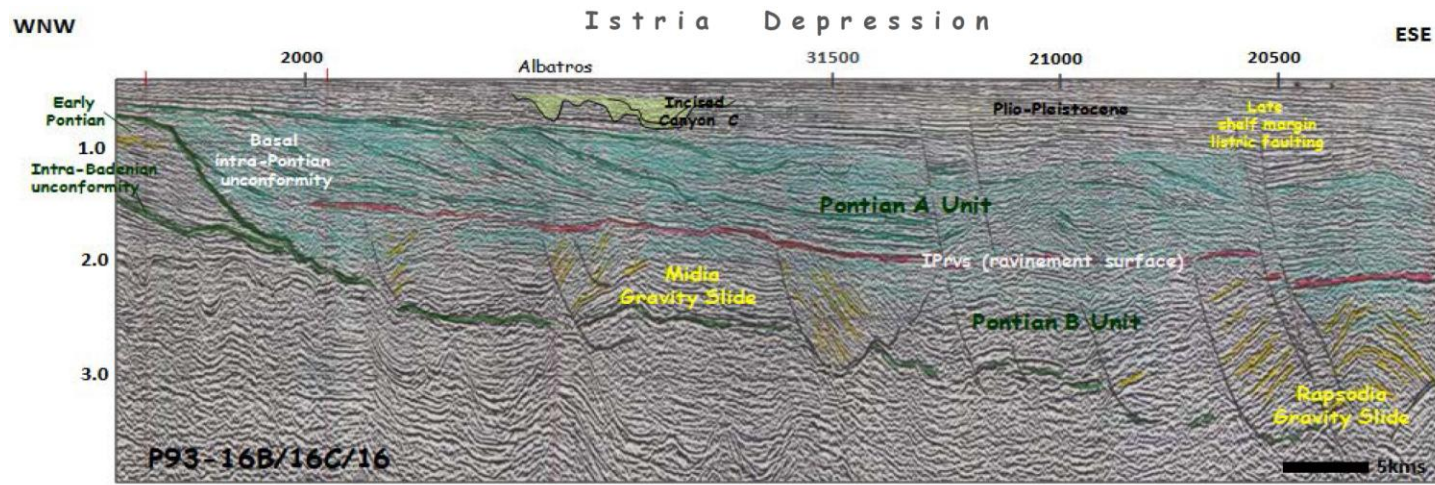 Istria Depression
WNW
ESE
2000
31500
21000
20500
Albatros
Early
Pontian
Incised
Canyon C
Plio-Pleistocene
Late
shelf margin
listric faulting
1.0
Basal
intra-Pontian
unconformity
Intra-Badenian
unconformity
Pontian A Unit
2.0
IPrvs (ravinement surface)
Midia
Gravity Slide
Pontian B Unit
3.0
Rapsodia
Gravity Slide
P93-16B/16C/16
5kms